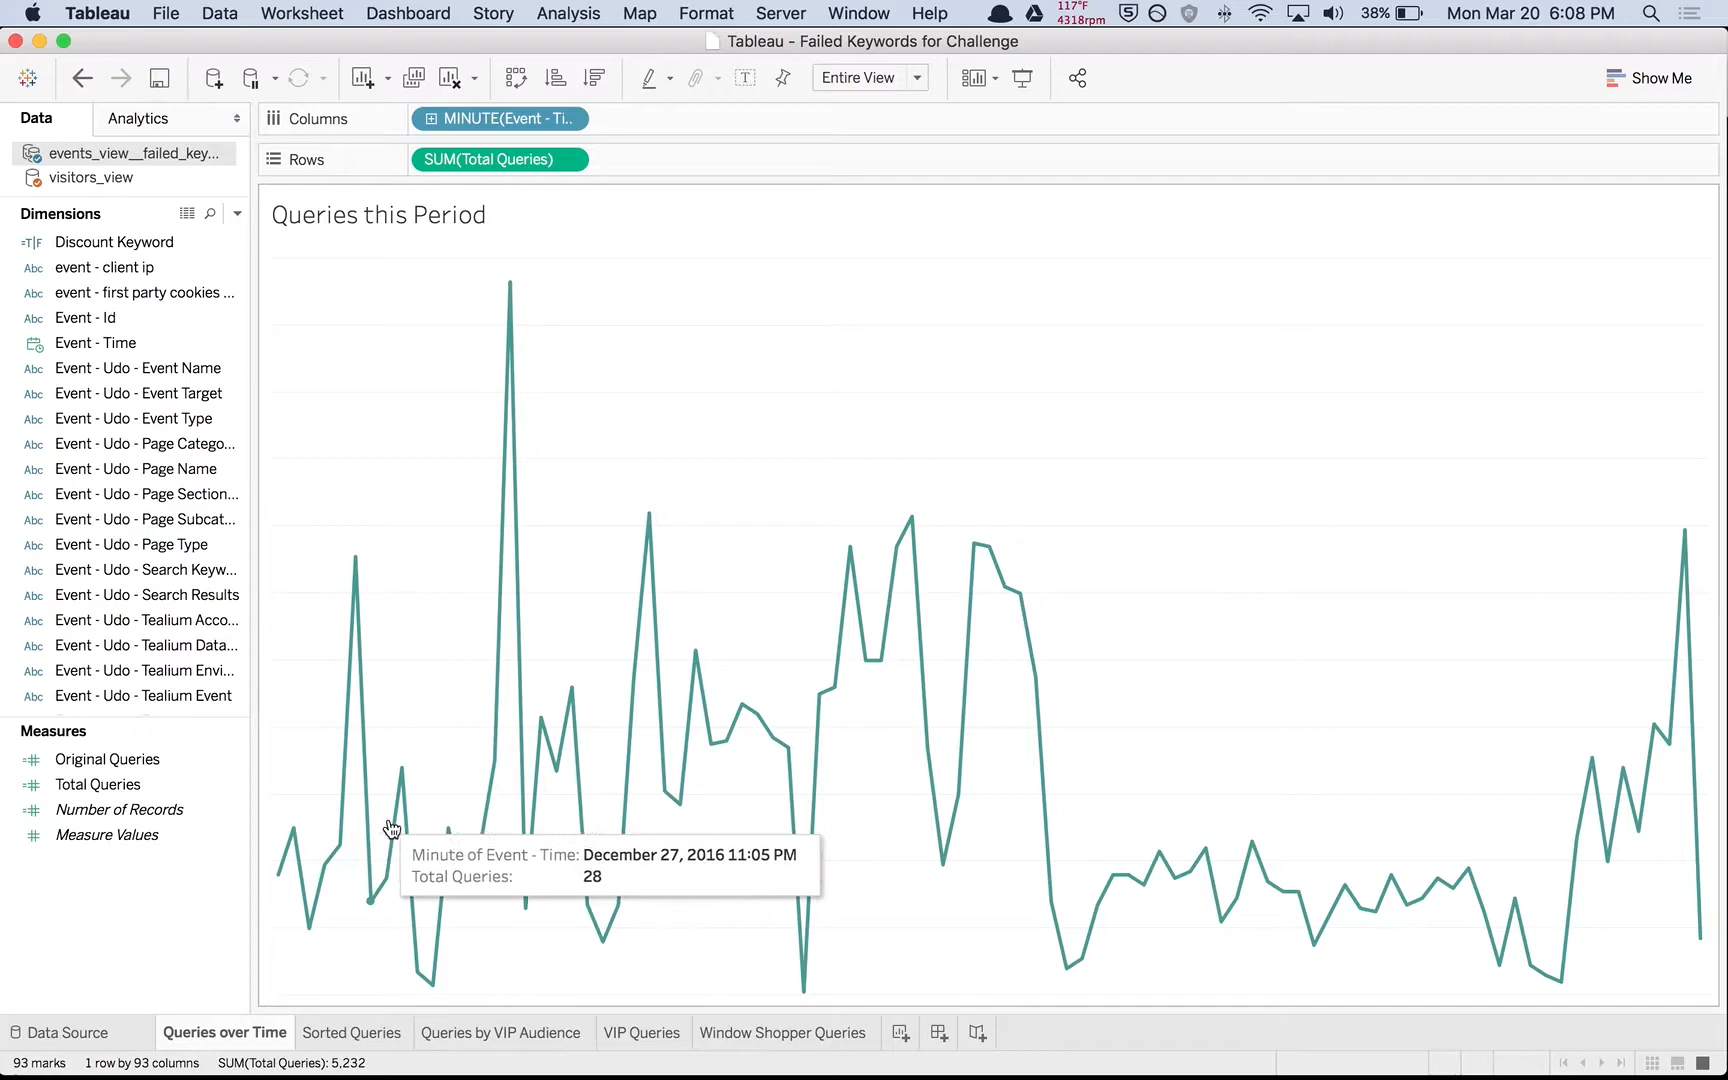 Tableau File Data Worksheet Dashboard Story Analysis Map Format Server Window Help 117°F 4318rpm 38% Mon Mar 20 6:08 PM
Tableau - Failed Keywords for Challenge
Entire View
Show Me
Data Analytics
Columns MINUTE(Event - Ti..
events_view__failed_key...
Rows SUM(Total Queries)
visitors_view
Dimensions
Queries this Period
Discount Keyword
event - client ip
event - first party cookies ...
Event - Id
Event - Time
Event - Udo - Event Name
Event - Udo - Event Target
Event - Udo - Event Type
Event - Udo - Page Catego...
Event - Udo - Page Name
Event - Udo - Page Section...
Event - Udo - Page Subcat...
Event - Udo - Page Type
Event - Udo - Search Keyw...
Event - Udo - Search Results
Event - Udo - Tealium Acco...
Event - Udo - Tealium Data...
Event - Udo - Tealium Envi...
Event - Udo - Tealium Event
Measures
Original Queries
Total Queries
Number of Records
Measure Values
Minute of Event - Time: December 27, 2016 11:05 PM
Total Queries: 28
Data Source Queries over Time Sorted Queries Queries by VIP Audience VIP Queries Window Shopper Queries
93 marks 1 row by 93 columns SUM(Total Queries): 5,232